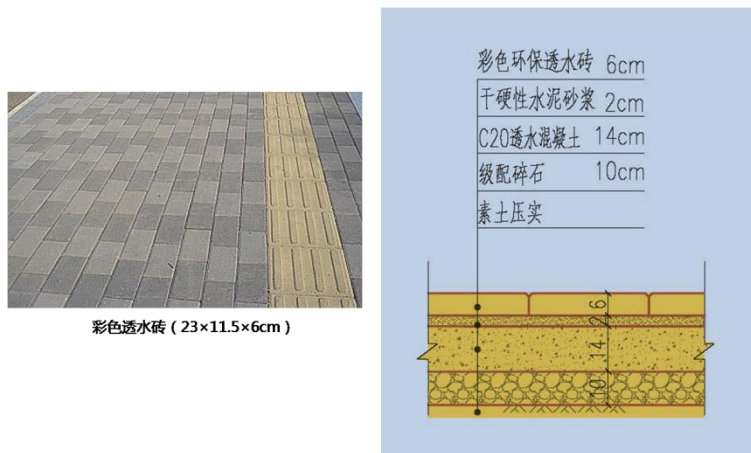 彩色透水砖（23×11.5×6cm）
彩色环保透水砖 6cm
干硬性水泥砂浆 2cm
C20透水混凝土 14cm
级配碎石 10cm
素土压实
6
2
14
10